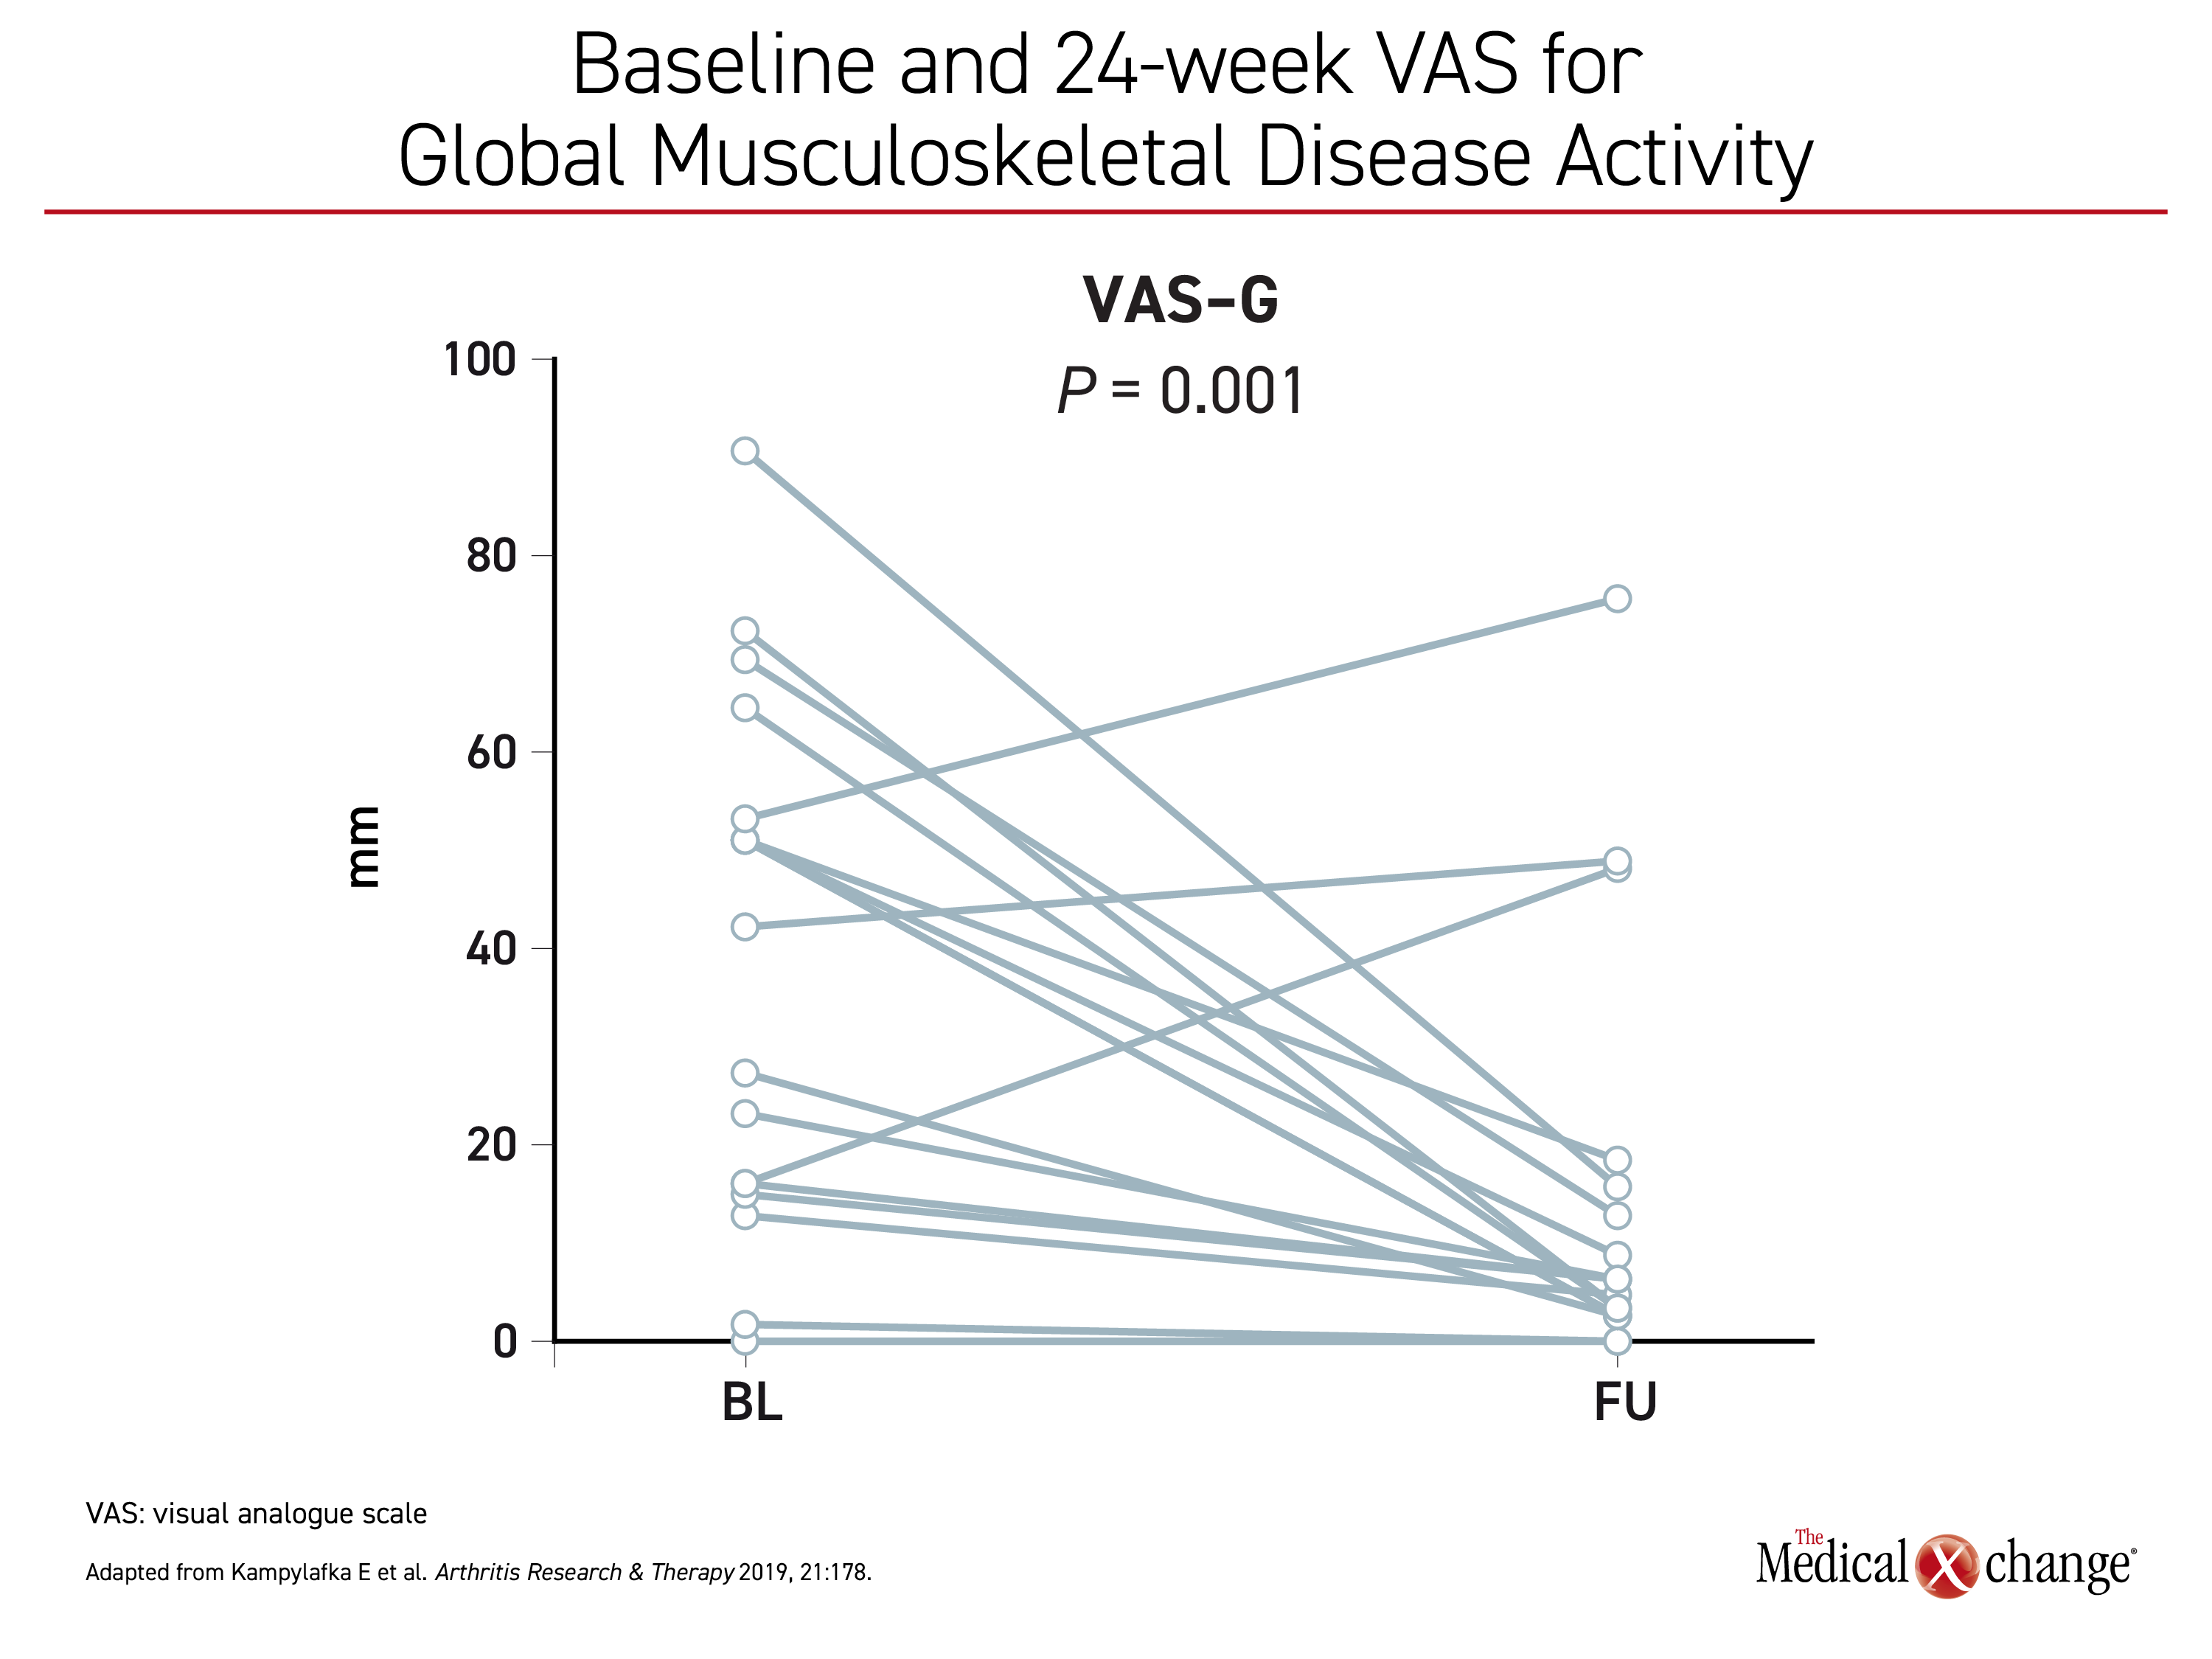 Baseline and 24-week VAS for
Global Musculoskeletal Disease Activity
VAS–G
P = 0.001
100
80
60
40
20
0
mm
BL
FU
VAS: visual analogue scale
Adapted from Kampylafka E et al. Arthritis Research & Therapy 2019, 21:178.
The
Medical X change®